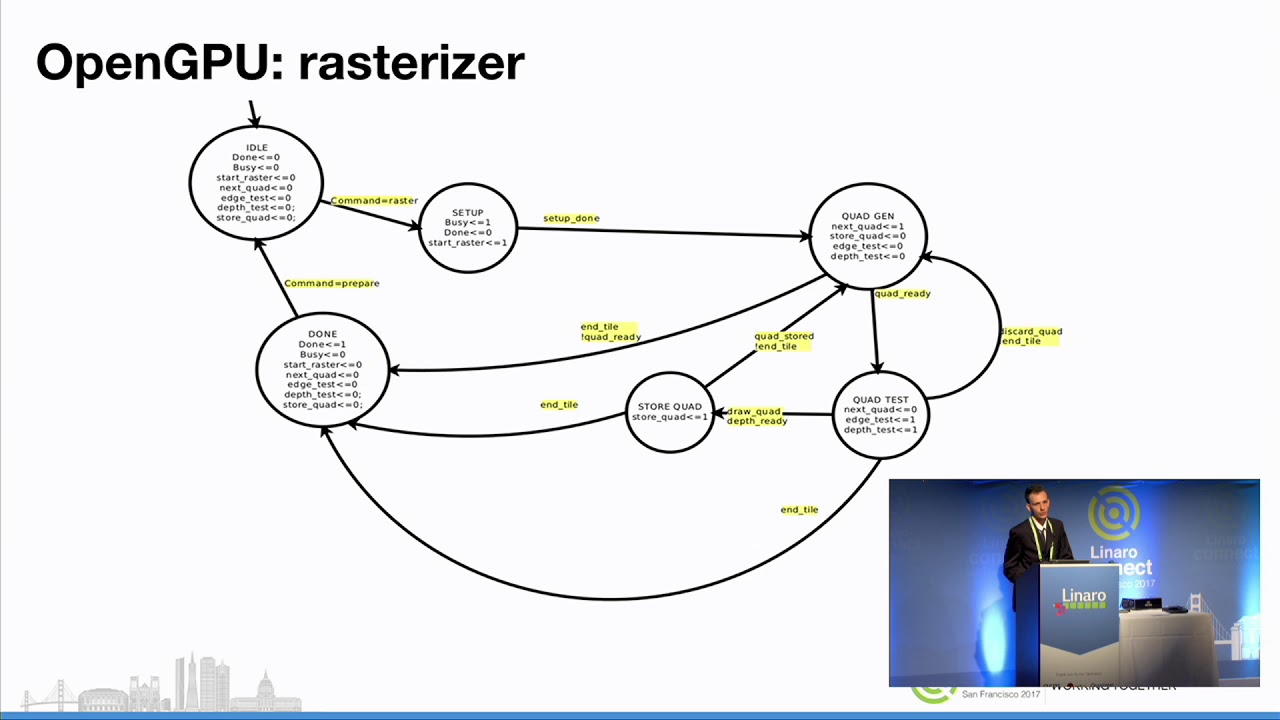 OpenGPU: rasterizer
IDLE
Done<=0
Busy<=0
start_raster<=0
next_quad<=0
edge_test<=0
depth_test<=0;
store_quad<=0;
Command=raster
SETUP
Busy<=1
Done<=0
start_raster<=1
setup_done
QUAD GEN
next_quad<=1
store_quad<=0
edge_test<=0
depth_test<=0
Command=prepare
quad_ready
DONE
Done<=1
Busy<=0
start_raster<=0
next_quad<=0
edge_test<=0
depth_test<=0;
store_quad<=0;
end_tile
!quad_ready
quad_stored
!end_tile
discard_quad
end_tile
end_tile
STORE QUAD
store_quad<=1
draw_quad
depth_ready
QUAD TEST
next_quad<=0
edge_test<=1
depth_test<=1
end_tile
Linaro
connect
2017
Linaro
San Francisco 2017
WORKING TOGETHER